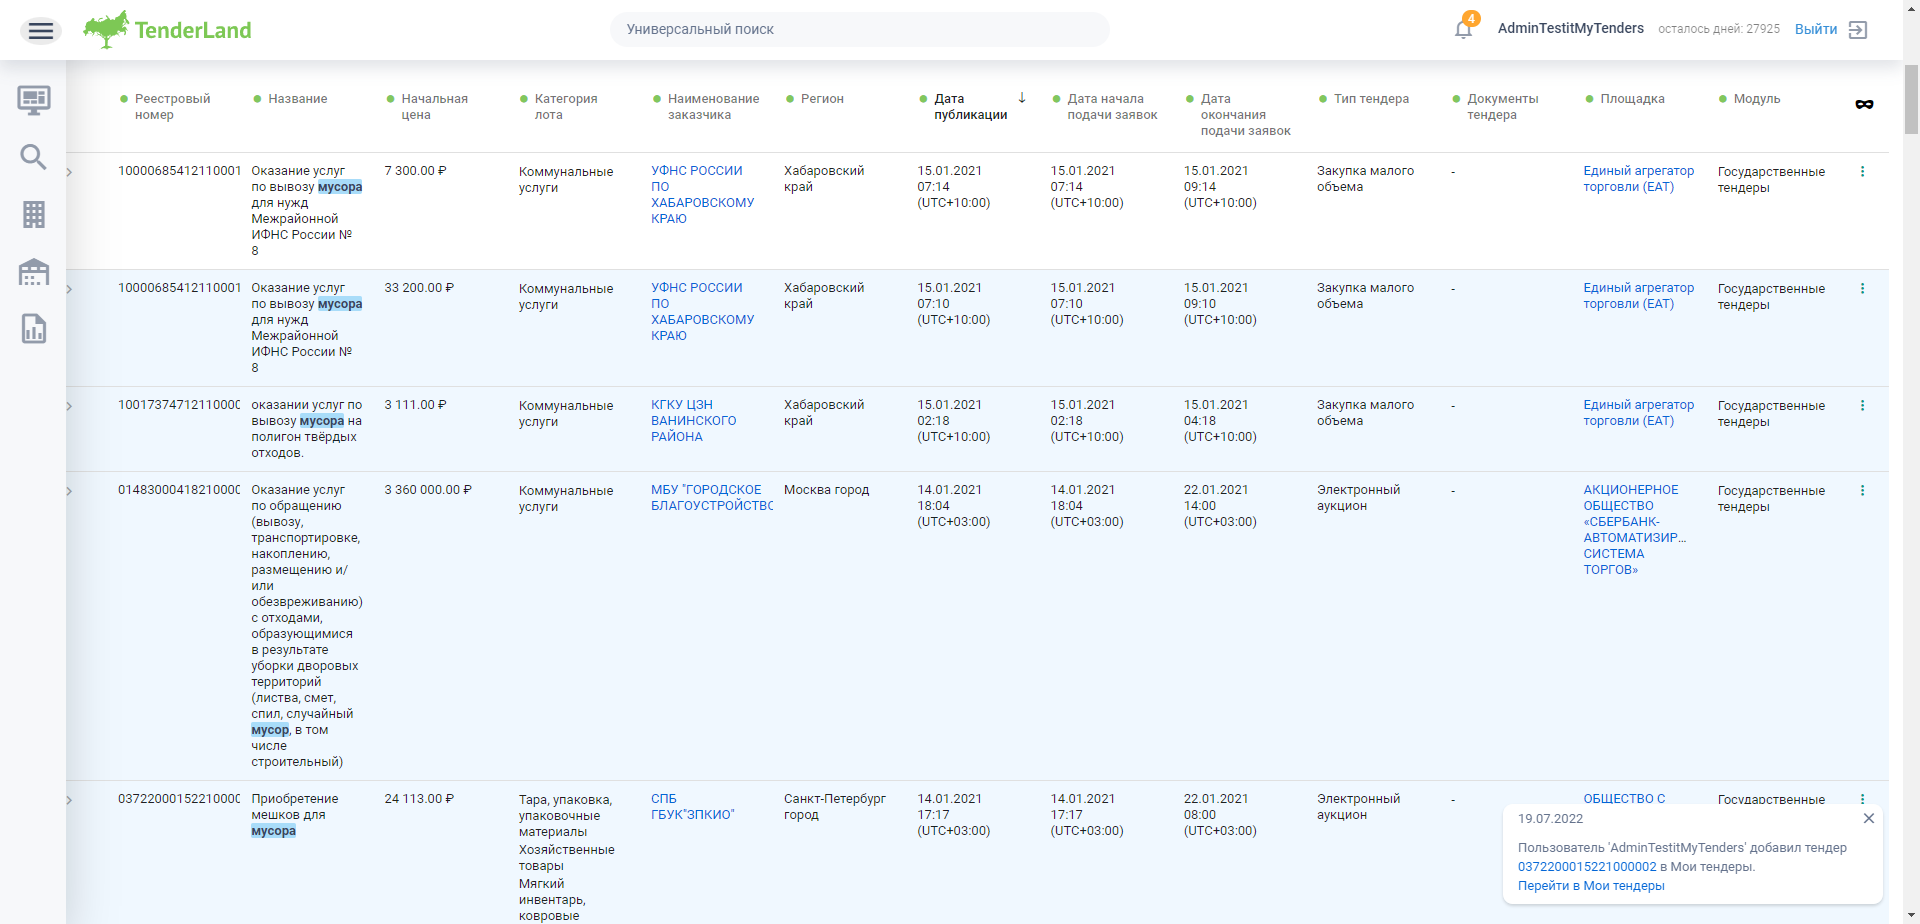 TenderLand
Универсальный поиск
4
AdminTestitMyTenders
осталось дней: 27925
Выйти
Реестровый
номер
Название
Начальная
цена
Категория
лота
Наименование
заказчика
Регион
Дата
публикации
Дата начала
подачи заявок
Дата
окончания
подачи заявок
Тип тендера
Документы
тендера
Площадка
Модуль
10000685412110001
Оказание услуг
по вывозу мусора
для нужд
Межрайонной
ИФНС России №
8
7 300.00 ₽
Коммунальные
услуги
УФНС РОССИИ
ПО
ХАБАРОВСКОМУ
КРАЮ
Хабаровский
край
15.01.2021
07:14
(UTC+10:00)
15.01.2021
07:14
(UTC+10:00)
15.01.2021
09:14
(UTC+10:00)
Закупка малого
объема
-
Единый агрегатор
торговли (ЕАТ)
Государственные
тендеры
10000685412110001
Оказание услуг
по вывозу мусора
для нужд
Межрайонной
ИФНС России №
8
33 200.00 ₽
Коммунальные
услуги
УФНС РОССИИ
ПО
ХАБАРОВСКОМУ
КРАЮ
Хабаровский
край
15.01.2021
07:10
(UTC+10:00)
15.01.2021
07:10
(UTC+10:00)
15.01.2021
09:10
(UTC+10:00)
Закупка малого
объема
-
Единый агрегатор
торговли (ЕАТ)
Государственные
тендеры
10017374712110000
оказании услуг по
вывозу мусора на
полигон твёрдых
отходов.
3 111.00 ₽
Коммунальные
услуги
КГКУ ЦЗН
ВАНИНСКОГО
РАЙОНА
Хабаровский
край
15.01.2021
02:18
(UTC+10:00)
15.01.2021
02:18
(UTC+10:00)
15.01.2021
04:18
(UTC+10:00)
Закупка малого
объема
-
Единый агрегатор
торговли (ЕАТ)
Государственные
тендеры
01483000418210000
Оказание услуг
по обращению
(вывозу,
транспортировке,
накоплению,
размещению и/
или
обезвреживанию)
с отходами,
образующимися
в результате
уборки дворовых
территорий
(листва, смет,
спил, случайный
мусор, в том
числе
строительный)
3 360 000.00 ₽
Коммунальные
услуги
МБУ "ГОРОДСКОЕ
БЛАГОУСТРОЙСТВО
Москва город
14.01.2021
18:04
(UTC+03:00)
14.01.2021
18:04
(UTC+03:00)
22.01.2021
14:00
(UTC+03:00)
Электронный
аукцион
-
АКЦИОНЕРНОЕ
ОБЩЕСТВО
«СБЕРБАНК-
АВТОМАТИЗИР...
СИСТЕМА
ТОРГОВ»
Государственные
тендеры
03722000152210000
Приобретение
мешков для
мусора
24 113.00 ₽
Тара, упаковка,
упаковочные
материалы
Хозяйственные
товары
Мягкий
инвентарь,
ковровые
СПБ
ГБУК"ЗПКИО"
Санкт-Петербург
город
14.01.2021
17:17
(UTC+03:00)
14.01.2021
17:17
(UTC+03:00)
22.01.2021
08:00
(UTC+03:00)
Электронный
аукцион
-
ОБЩЕСТВО С
Государственные
19.07.2022
Пользователь 'AdminTestitMyTenders' добавил тендер
0372200015221000002 в Мои тендеры.
Перейти в Мои тендеры